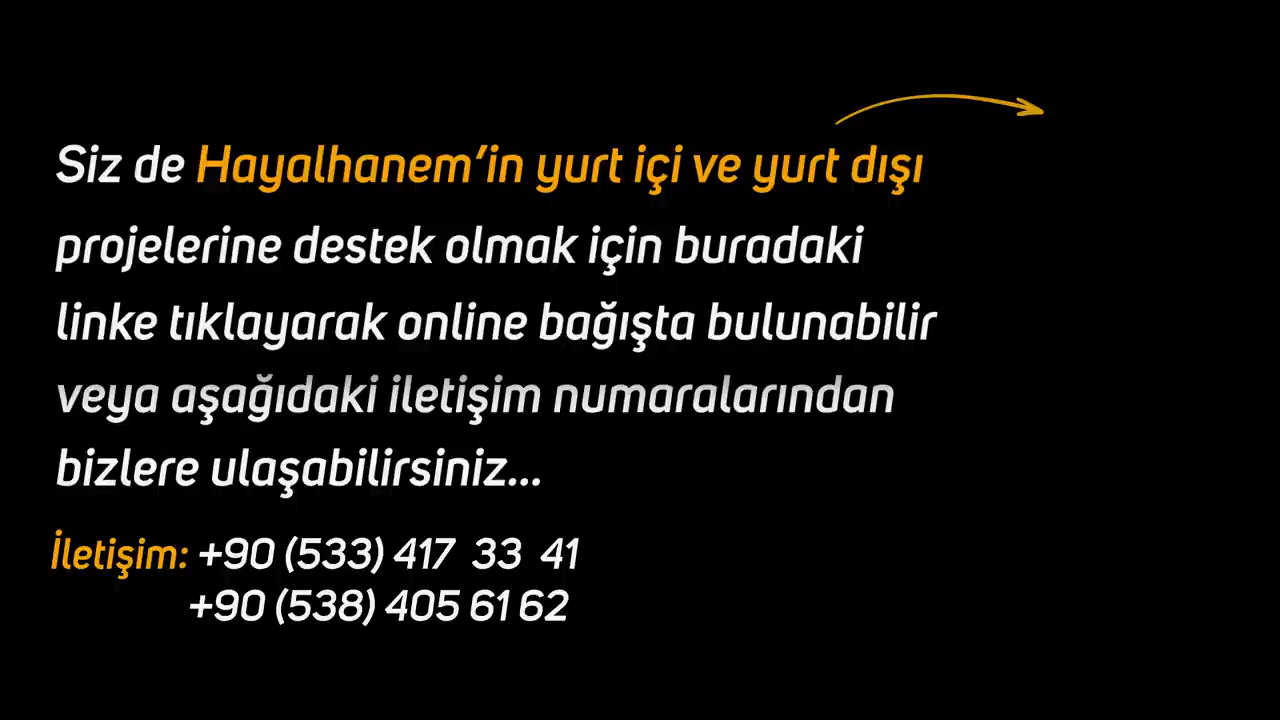 Siz de Hayalhanem’in yurt içi ve yurt dışı
projelerine destek olmak için buradaki
linke tıklayarak online bağışta bulunabilir
veya aşağıdaki iletişim numaralarından
bizlere ulaşabilirsiniz...
İletişim: +90 (533) 417 33 41
+90 (538) 405 61 62